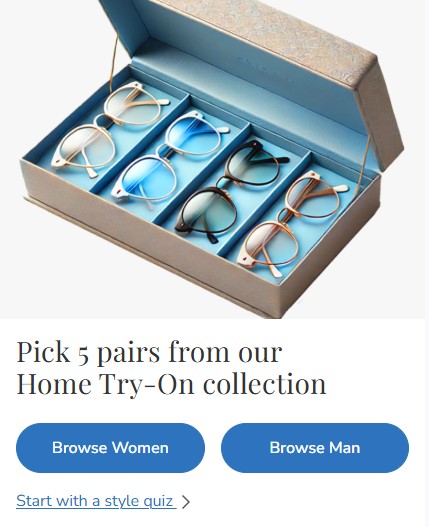 Pick 5 pairs from our
Home Try-On collection
Browse Women
Browse Man
Start with a style quiz